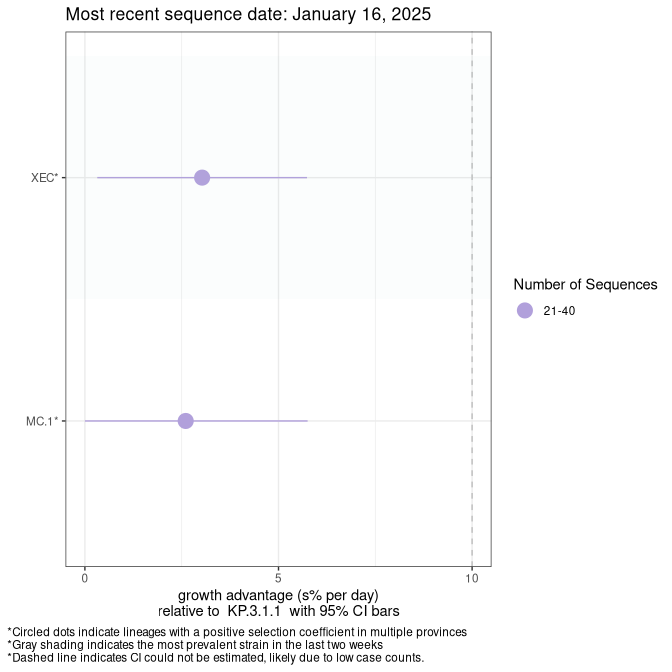 Most recent sequence date: January 16, 2025
XEC*
MC.1*
Number of Sequences
21-40
0 5 10
growth advantage (s% per day)
relative to KP.3.1.1 with 95% CI bars
*Circled dots indicate lineages with a positive selection coefficient in multiple provinces
*Gray shading indicates the most prevalent strain in the last two weeks
*Dashed line indicates CI could not be estimated, likely due to low case counts.